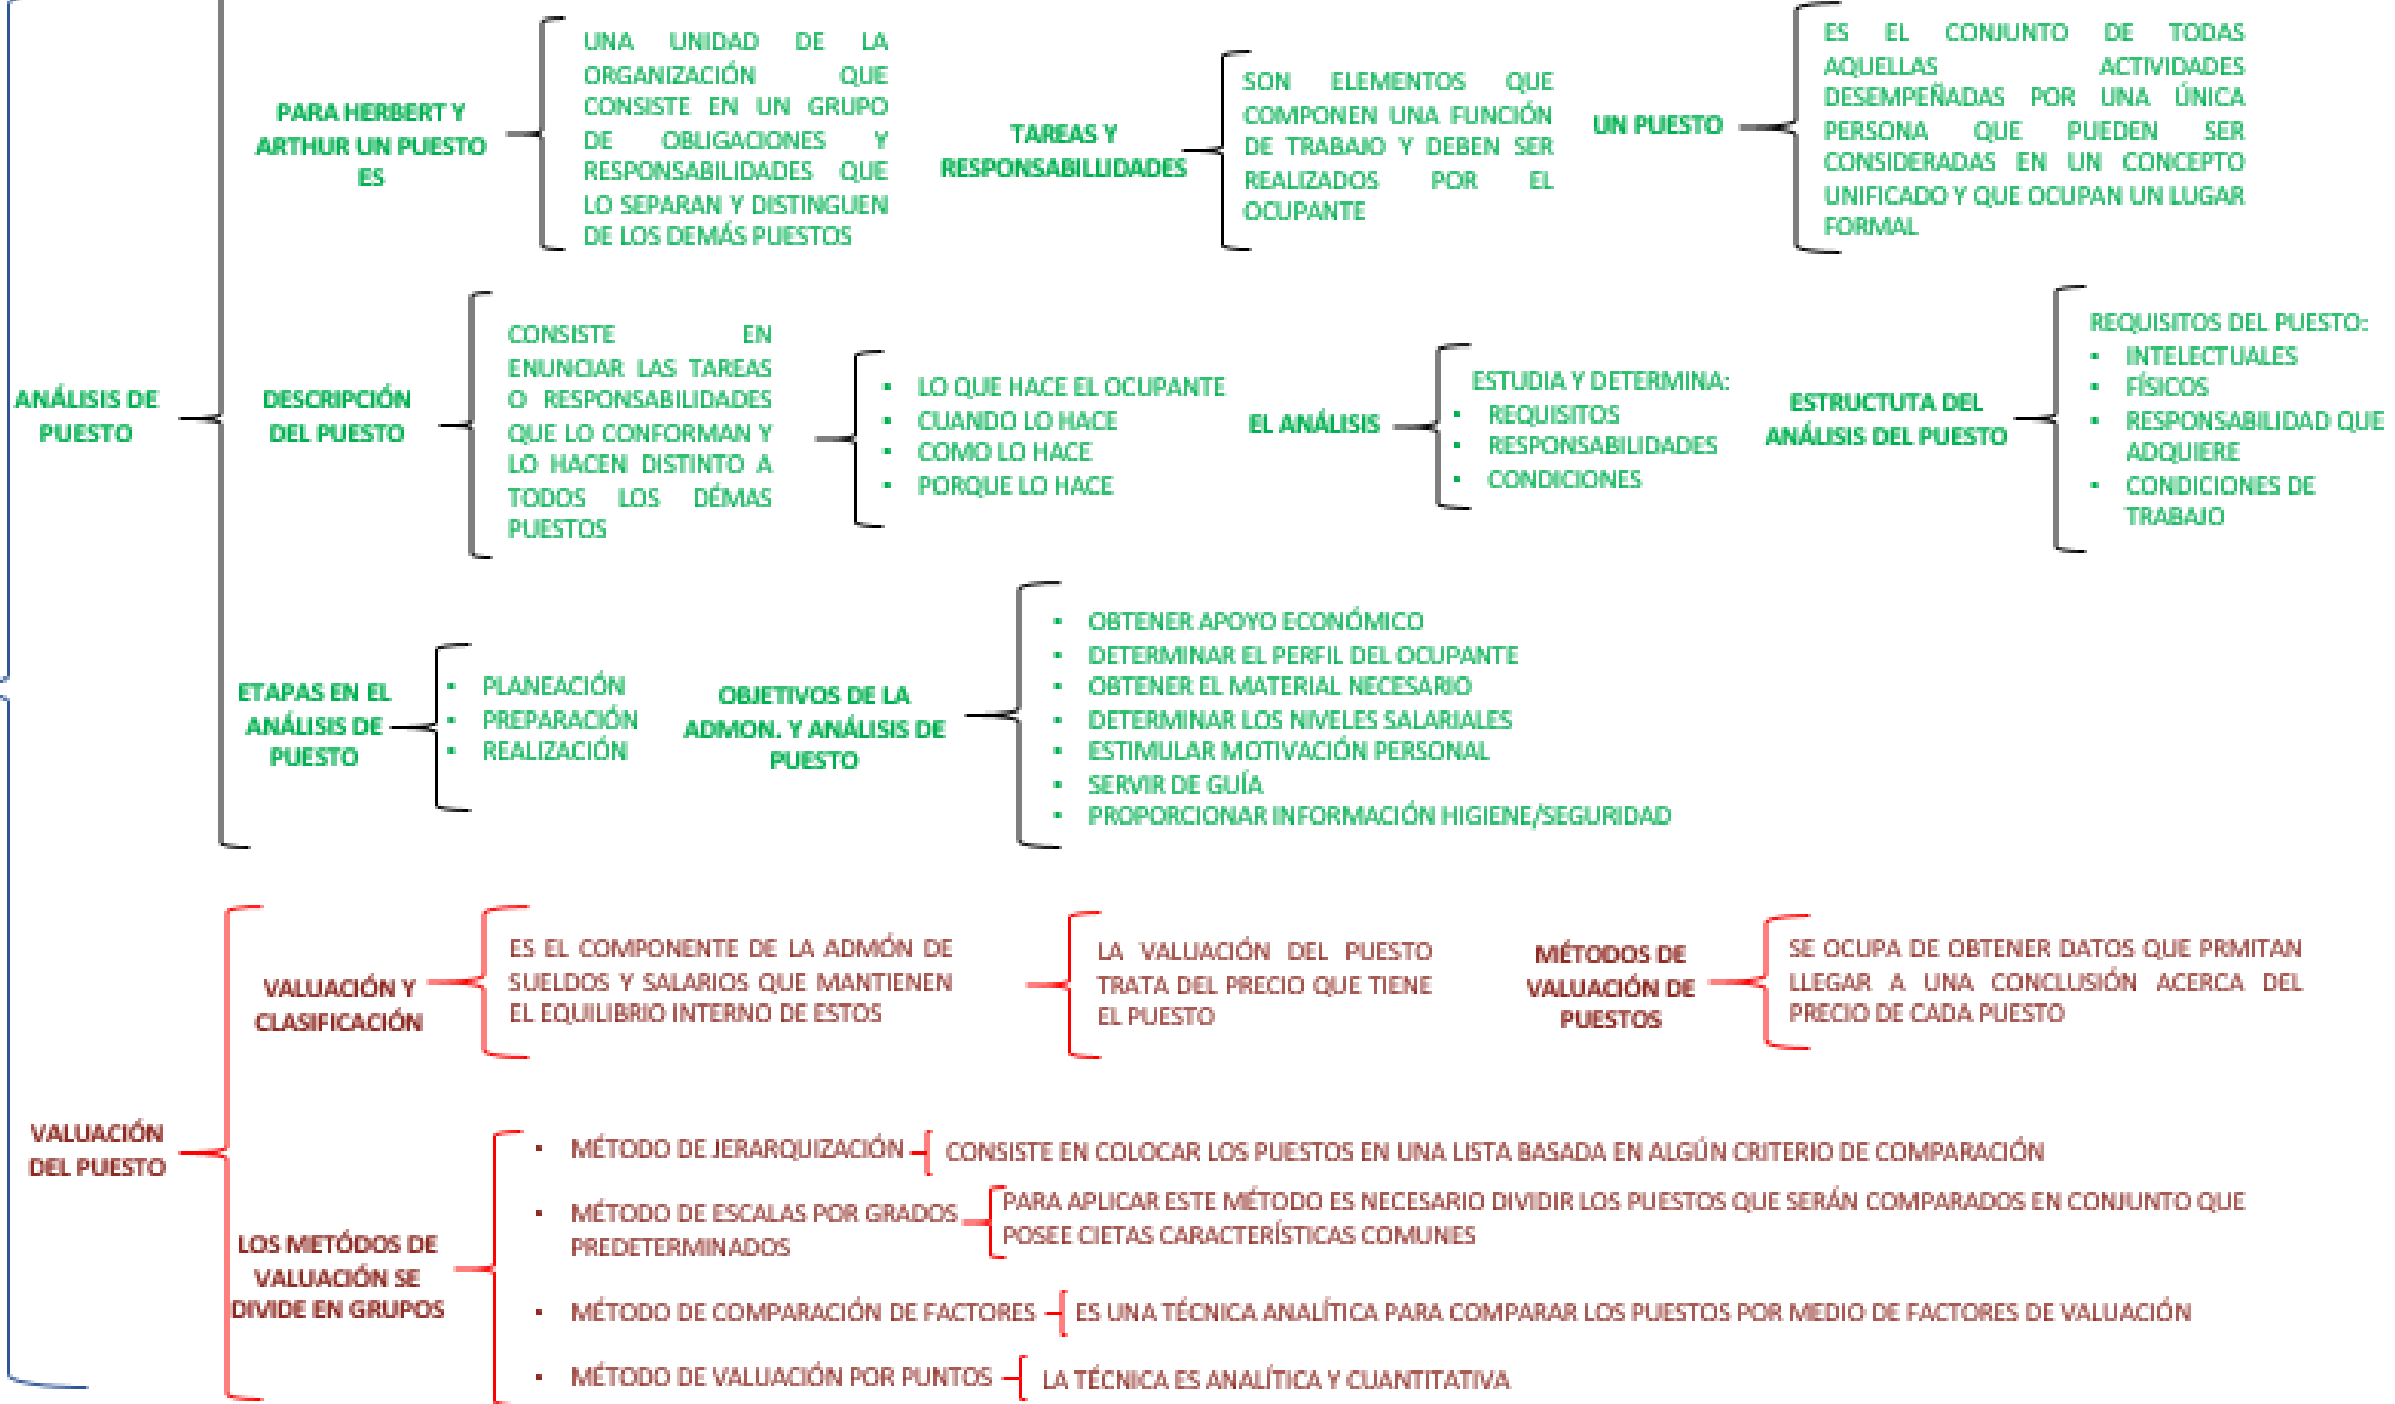 ANÁLISIS DE
PUESTO
PARA HERBERT Y
ARTHUR UN PUESTO
ES
UNA UNIDAD DE LA
ORGANIZACIÓN QUE
CONSISTE EN UN GRUPO
DE OBLIGACIONES Y
RESPONSABILIDADES QUE
LO SEPARAN Y DISTINGUEN
DE LOS DEMÁS PUESTOS
TAREAS Y
RESPONSABILLIDADES
SON ELEMENTOS QUE
COMPONEN UNA FUNCIÓN
DE TRABAJO Y DEBEN SER
REALIZADOS POR EL
OCUPANTE
UN PUESTO
ES EL CONJUNTO DE TODAS
AQUELLAS ACTIVIDADES
DESEMPEÑADAS POR UNA ÚNICA
PERSONA QUE PUEDEN SER
CONSIDERADAS EN UN CONCEPTO
UNIFICADO Y QUE OCUPAN UN LUGAR
FORMAL
DESCRIPCIÓN
DEL PUESTO
CONSISTE EN
ENUNCIAR LAS TAREAS
O RESPONSABILIDADES
QUE LO CONFORMAN Y
LO HACEN DISTINTO A
TODOS LOS DÉMAS
PUESTOS
▪ LO QUE HACE EL OCUPANTE
▪ CUANDO LO HACE
▪ COMO LO HACE
▪ PORQUE LO HACE
EL ANÁLISIS
ESTUDIA Y DETERMINA:
▪ REQUISITOS
▪ RESPONSABILIDADES
▪ CONDICIONES
ESTRUCTUTA DEL
ANÁLISIS DEL PUESTO
REQUISITOS DEL PUESTO:
▪ INTELECTUALES
▪ FÍSICOS
▪ RESPONSABILIDAD QUE
ADQUIERE
▪ CONDICIONES DE
TRABAJO
ETAPAS EN EL
ANÁLISIS DE
PUESTO
▪ PLANEACIÓN
▪ PREPARACIÓN
▪ REALIZACIÓN
OBJETIVOS DE LA
ADMON. Y ANÁLISIS DE
PUESTO
▪ OBTENER APOYO ECONÓMICO
▪ DETERMINAR EL PERFIL DEL OCUPANTE
▪ OBTENER EL MATERIAL NECESARIO
▪ DETERMINAR LOS NIVELES SALARIALES
▪ ESTIMULAR MOTIVACIÓN PERSONAL
▪ SERVIR DE GUÍA
▪ PROPORCIONAR INFORMACIÓN HIGIENE/SEGURIDAD
VALUACIÓN
DEL PUESTO
VALUACIÓN Y
CLASIFICACIÓN
ES EL COMPONENTE DE LA ADMÓN DE
SUELDOS Y SALARIOS QUE MANTIENEN
EL EQUILIBRIO INTERNO DE ESTOS
LA VALUACIÓN DEL PUESTO
TRATA DEL PRECIO QUE TIENE
EL PUESTO
MÉTODOS DE
VALUACIÓN DE
PUESTOS
SE OCUPA DE OBTENER DATOS QUE PRMITAN
LLEGAR A UNA CONCLUSIÓN ACERCA DEL
PRECIO DE CADA PUESTO
LOS METÓDOS DE
VALUACIÓN SE
DIVIDE EN GRUPOS
▪ MÉTODO DE JERARQUIZACIÓN
CONSISTE EN COLOCAR LOS PUESTOS EN UNA LISTA BASADA EN ALGÚN CRITERIO DE COMPARACIÓN
▪ MÉTODO DE ESCALAS POR GRADOS
PREDETERMINADOS
PARA APLICAR ESTE MÉTODO ES NECESARIO DIVIDIR LOS PUESTOS QUE SERÁN COMPARADOS EN CONJUNTO QUE
POSEE CIETAS CARACTERÍSTICAS COMUNES
▪ MÉTODO DE COMPARACIÓN DE FACTORES
ES UNA TÉCNICA ANALÍTICA PARA COMPARAR LOS PUESTOS POR MEDIO DE FACTORES DE VALUACIÓN
▪ MÉTODO DE VALUACIÓN POR PUNTOS
LA TÉCNICA ES ANALÍTICA Y CUANTITATIVA